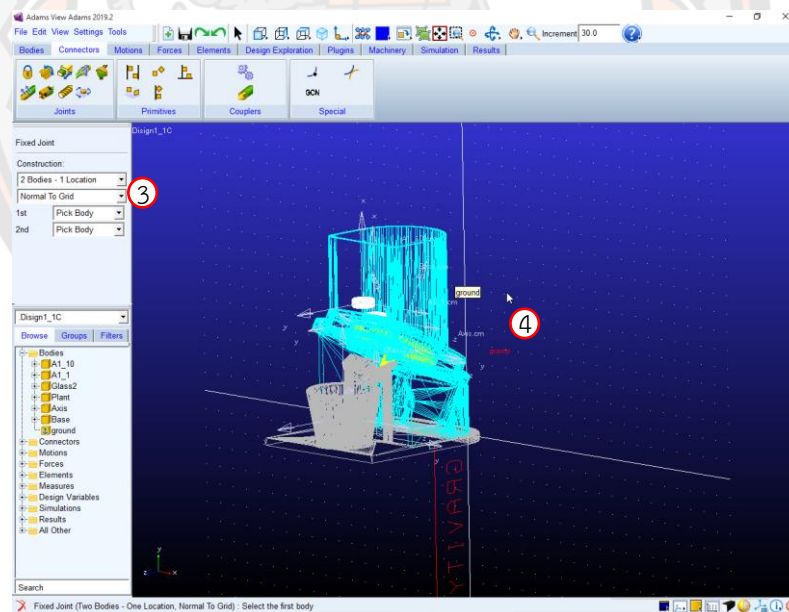 Adams View Adams 2019.2
File Edit View Settings Tools
Increment 30.0
Bodies Connectors Motions Forces Elements Design Exploration Plugins Machinery Simulation Results
GCN
Joints Primitives Couplers Special
Disign1_1C
Fixed Joint
Construction:
2 Bodies - 1 Location
Normal To Grid
3
1st Pick Body
2nd Pick Body
ground
4
gravity
GRAVITY
Disign1_1C
Browse Groups Filters
Bodies
A1_10
A1_1
Glass2
Plant
Axis
Base
ground
Connectors
Motions
Forces
Elements
Measures
Design Variables
Simulations
Results
All Other
Search
x
y
z
Fixed Joint (Two Bodies - One Location, Normal To Grid) : Select the first body